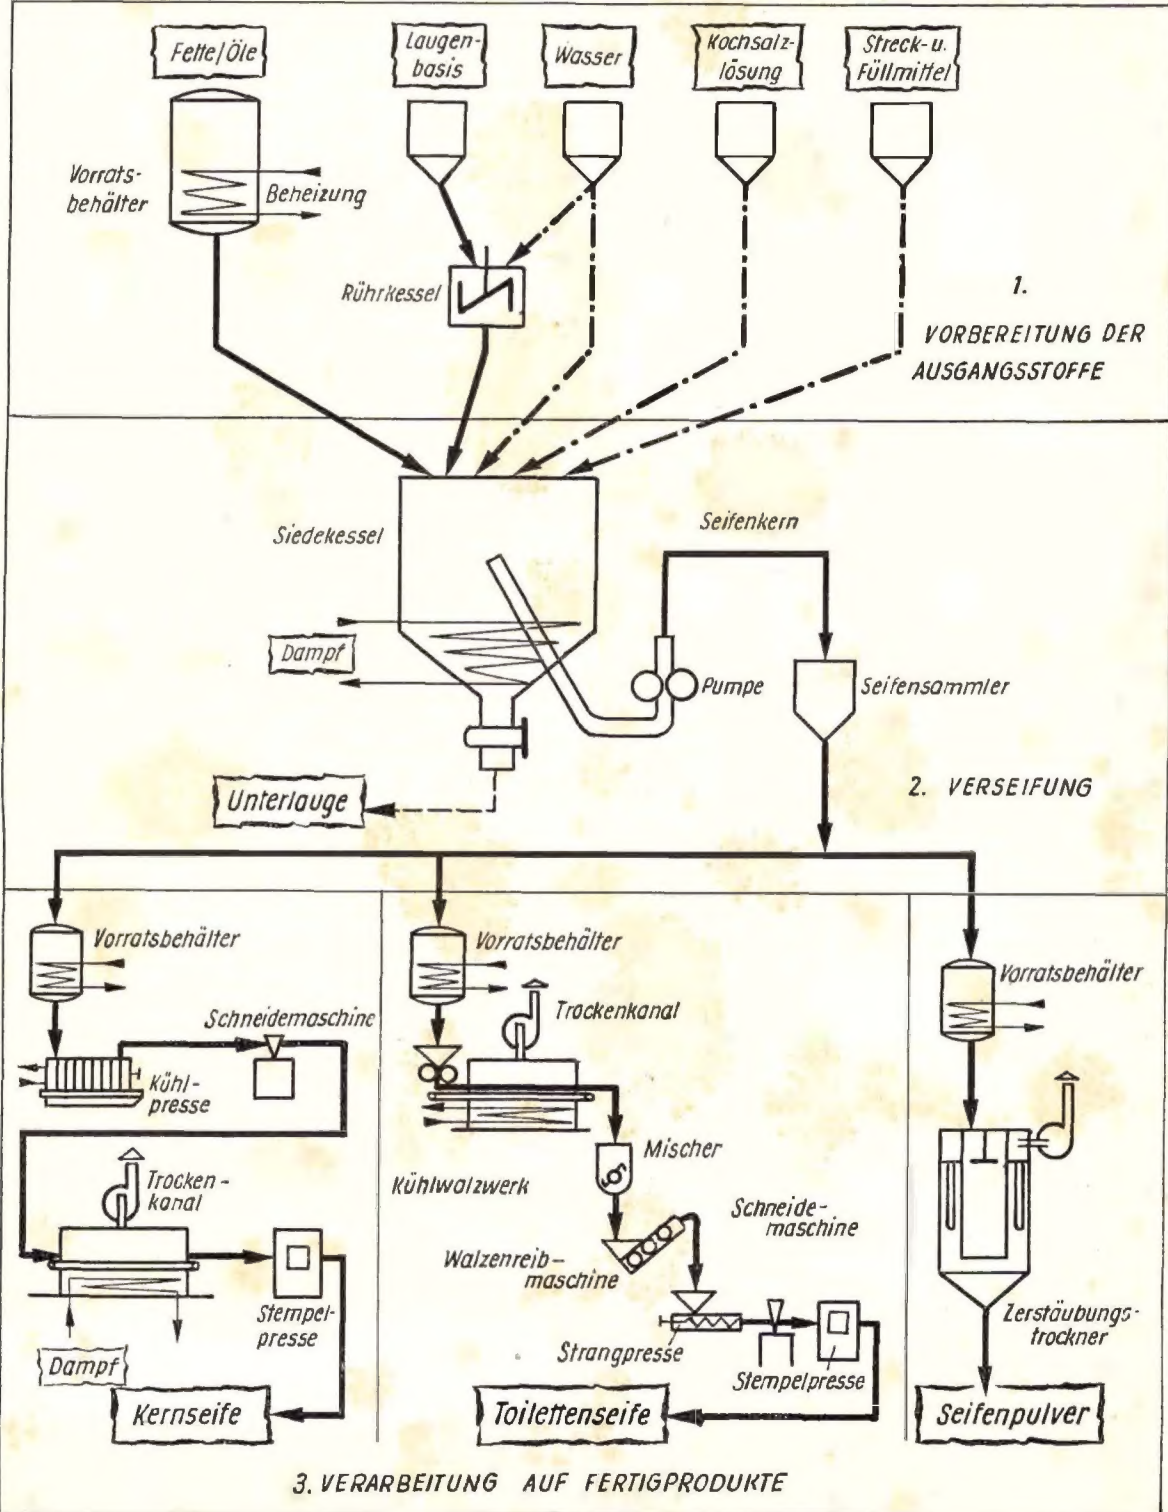 Fette/Öle
Laugen-
basis
Wasser
Kochsalz-
lösung
Streck- u.
Füllmittel
Vorrats-
behälter
Beheizung
Rührkessel
1.
VORBEREITUNG DER
AUSGANGSSTOFFE
Siedekessel
Seifenkern
Dampf
Pumpe
Seifensammler
Unterlauge
2. VERSEIFUNG
Vorratsbehälter
Schneidemaschine
Kühl-
presse
Trocken-
kanal
Stempel-
presse
Dampf
Kernseife
Vorratsbehälter
Trockenkanal
Kühlwalzwerk
Mischer
Walzenreib-
maschine
Schneide-
maschine
Strangpresse
Stempelpresse
Toilettenseife
Vorratsbehälter
Zerstäubungs-
trockner
Seifenpulver
3. VERARBEITUNG AUF FERTIGPRODUKTE